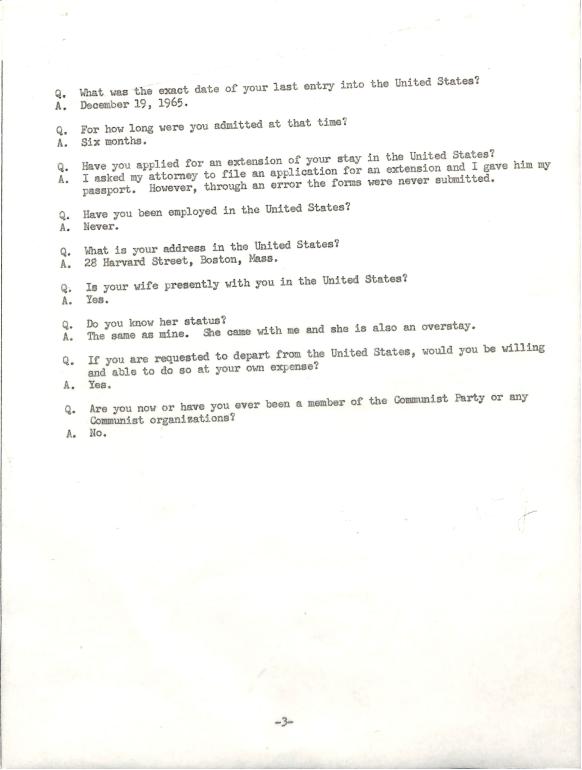 Q. What was the exact date of your last entry into the United States?
A. December 19, 1965.
Q. For how long were you admitted at that time?
A. Six months.
Q. Have you applied for an extension of your stay in the United States?
A. I asked my attorney to file an application for an extension and I gave him my
passport. However, through an error the forms were never submitted.
Q. Have you been employed in the United States?
A. Never.
Q. What is your address in the United States?
A. 28 Harvard Street, Boston, Mass.
Q. Is your wife presently with you in the United States?
A. Yes.
Q. Do you know her status?
A. The same as mine. She came with me and she is also an overstay.
Q. If you are requested to depart from the United States, would you be willing
and able to do so at your own expense?
A. Yes.
Q. Are you now or have you ever been a member of the Communist Party or any
Communist organizations?
A. No.
-3-